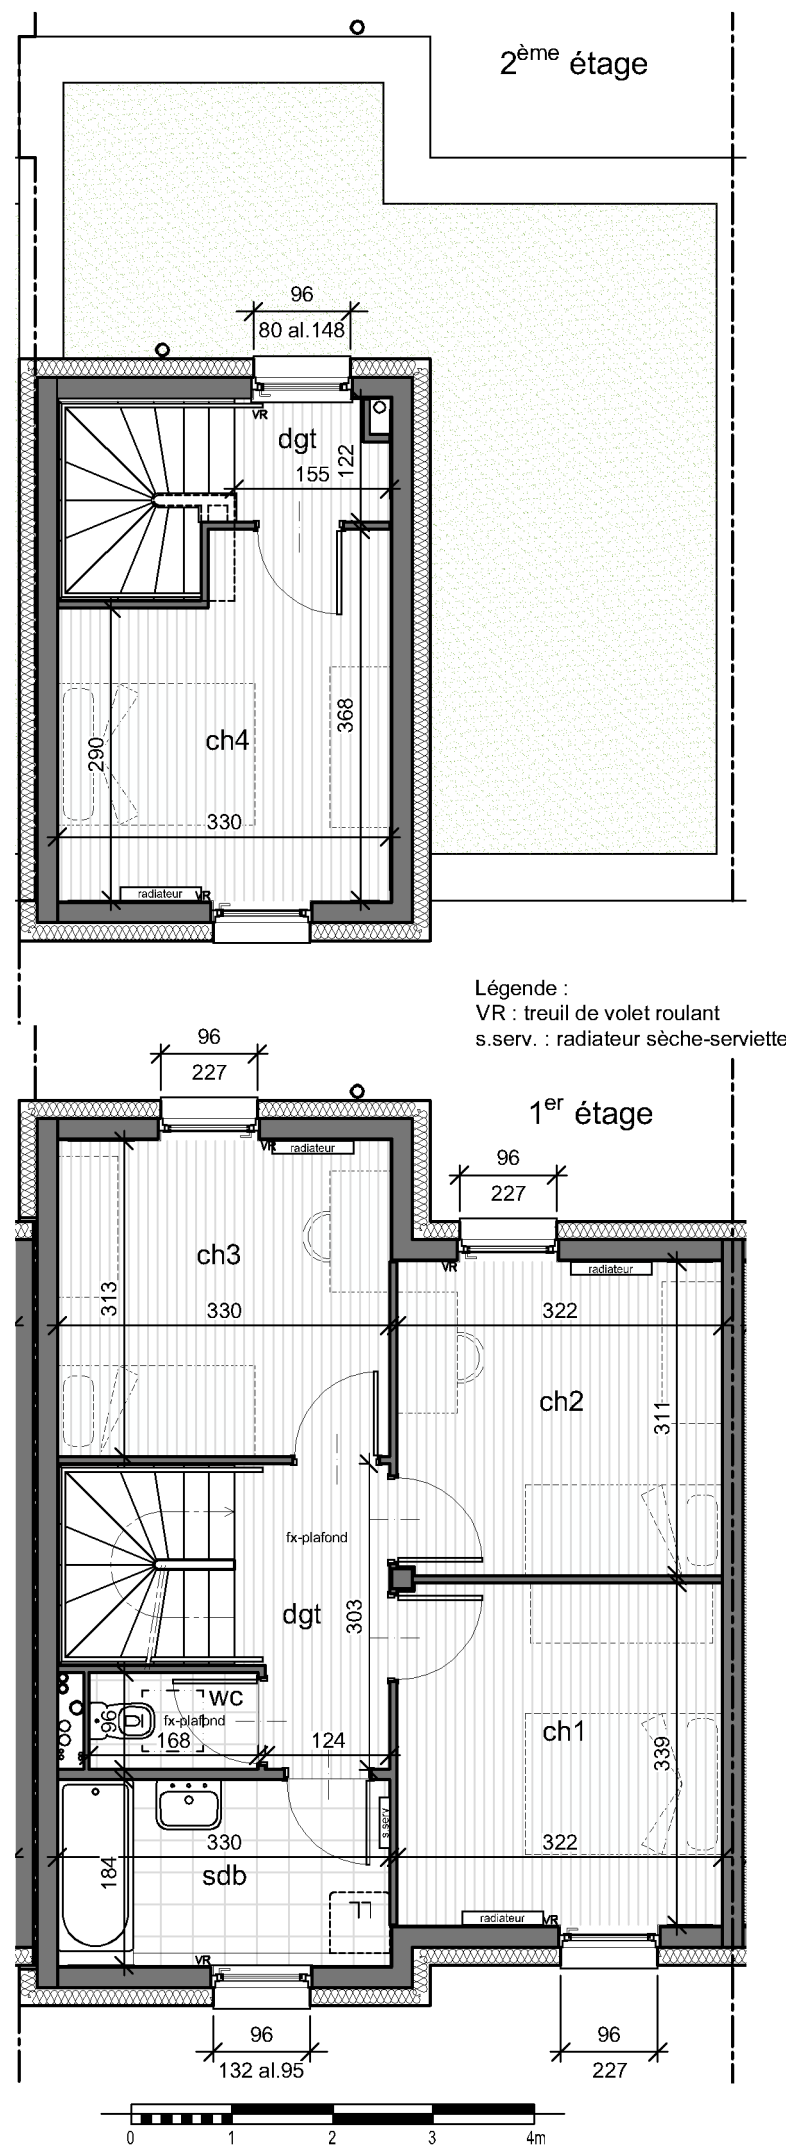 2ème étage
96
80 al.148
VR
dgt
122
155
368
ch4
290
330
radiateur
VR
Légende :
VR : treuil de volet roulant
s.serv. : radiateur sèche-serviette
96
227
1er étage
VR
radiateur
96
227
ch3
VR
radiateur
313
330
322
ch2
311
fx-plafond
dgt
303
wc
96
fx-plafond
168
124
ch1
339
s.serv
330
322
184
sdb
radiateur
VR
VR
96
132 al.95
96
227
0 1 2 3 4m